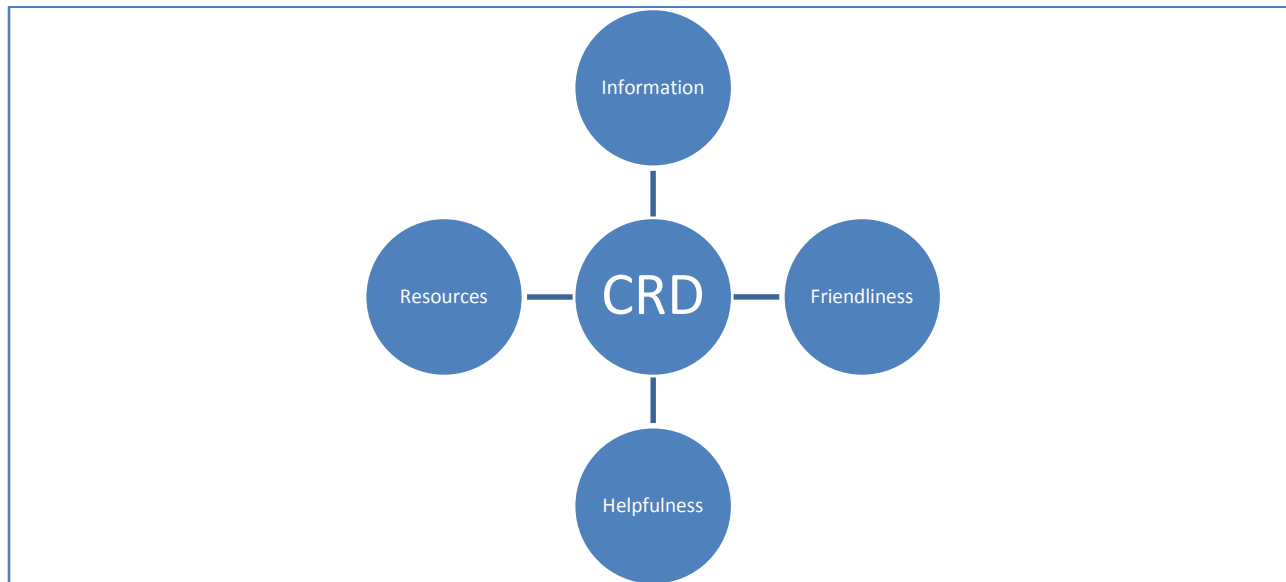 Information
Resources
CRD
Friendliness
Helpfulness